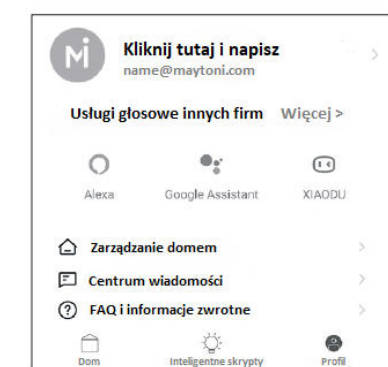 Mi
Kliknij tutaj i napisz
name@maytoni.com
Usługi głosowe innych firm Więcej >
Alexa Google Assistant XIAODU
Zarządzanie domem
Centrum wiadomości
FAQ i informacje zwrotne
Dom Inteligentne skrypty Profil